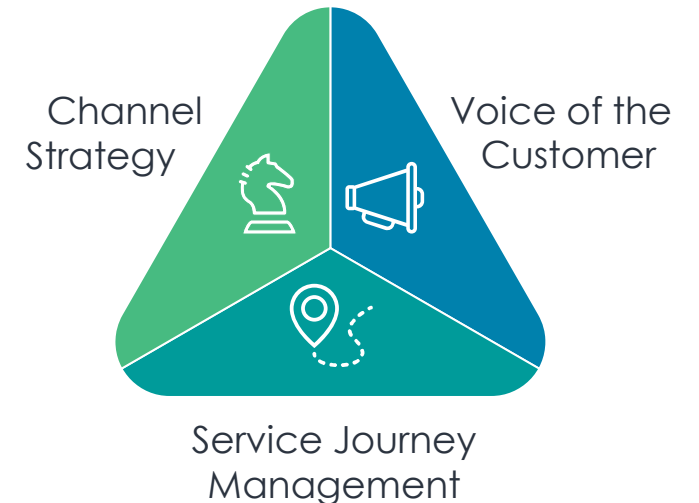 Channel
Strategy
Voice of the
Customer
Service Journey
Management